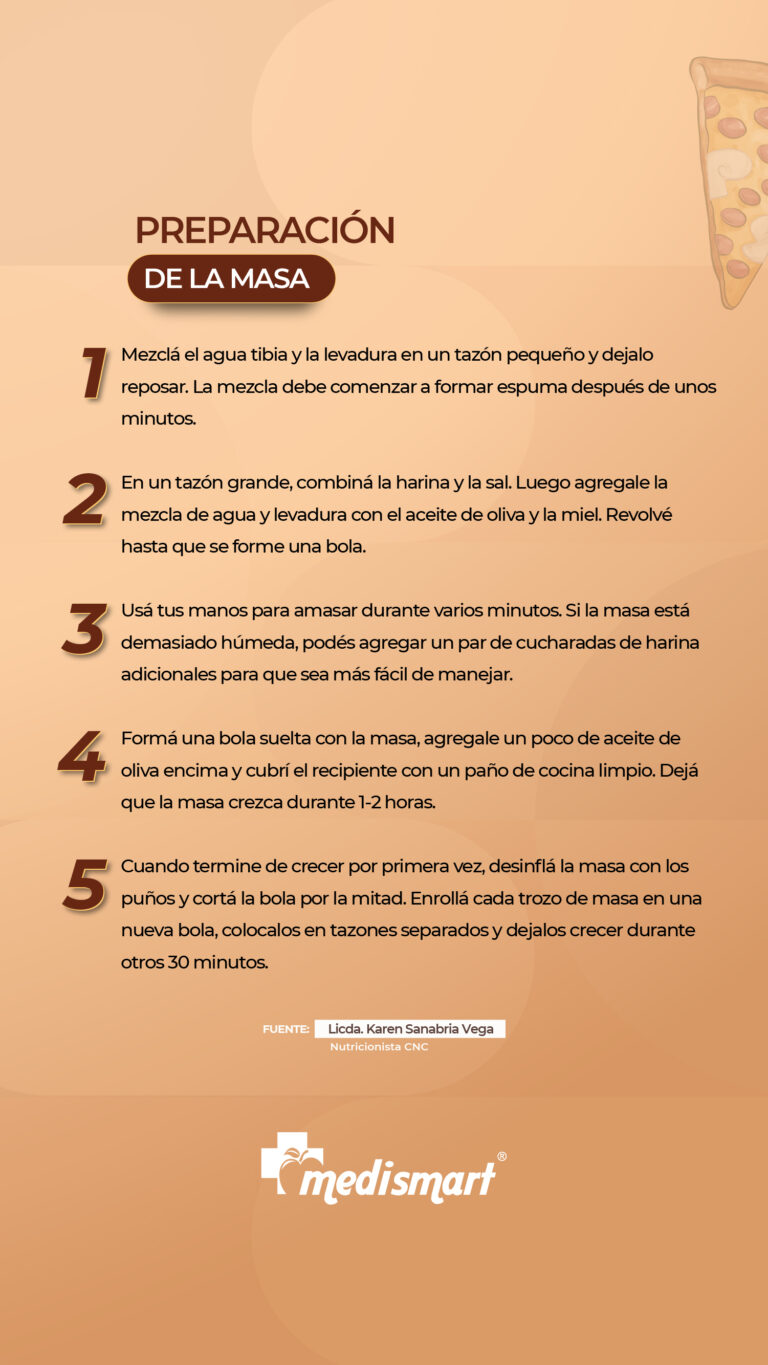 PREPARACIÓN
DE LA MASA
1
Mezclá el agua tibia y la levadura en un tazón pequeño y dejalo
reposar. La mezcla debe comenzar a formar espuma después de unos
minutos.
2
En un tazón grande, combiná la harina y la sal. Luego agregale la
mezcla de agua y levadura con el aceite de oliva y la miel. Revolvé
hasta que se forme una bola.
3
Usá tus manos para amasar durante varios minutos. Si la masa está
demasiado húmeda, podés agregar un par de cucharadas de harina
adicionales para que sea más fácil de manejar.
4
Formá una bola suelta con la masa, agregale un poco de aceite de
oliva encima y cubrí el recipiente con un paño de cocina limpio. Dejá
que la masa crezca durante 1-2 horas.
5
Cuando termine de crecer por primera vez, desinflá la masa con los
puños y cortá la bola por la mitad. Enrollá cada trozo de masa en una
nueva bola, colocalos en tazones separados y dejalos crecer durante
otros 30 minutos.
FUENTE: Licda. Karen Sanabria Vega
Nutricionista CNC
medismart®